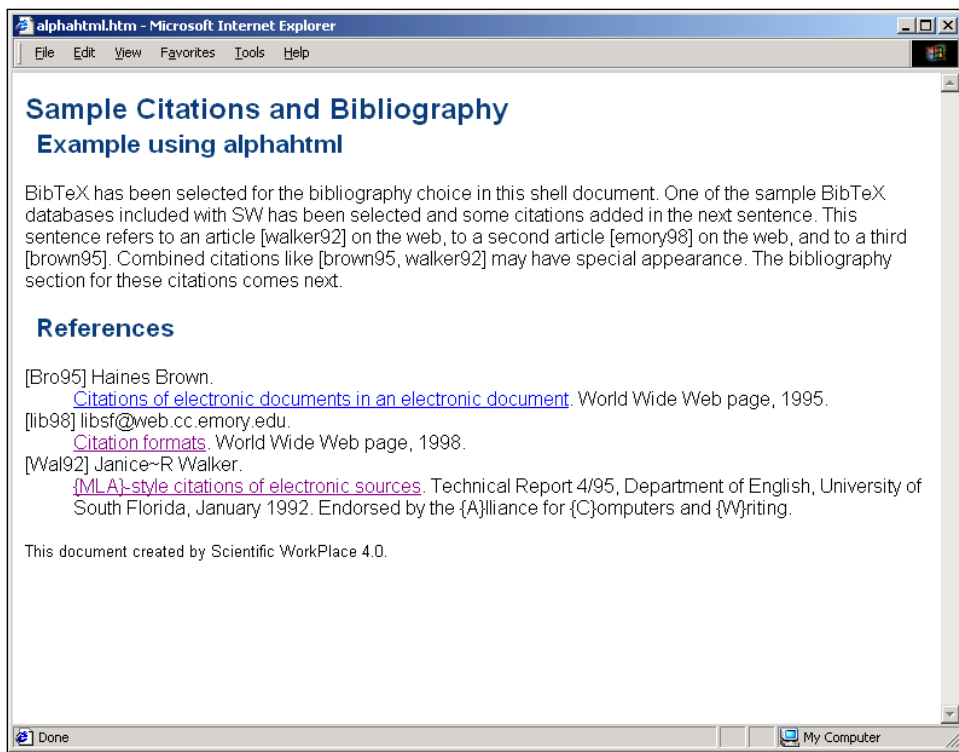 alphahtml.htm - Microsoft Internet Explorer
File Edit View Favorites Tools Help
Sample Citations and Bibliography
Example using alphahtml
BibTeX has been selected for the bibliography choice in this shell document. One of the sample BibTeX
databases included with SW has been selected and some citations added in the next sentence. This
sentence refers to an article [walker92] on the web, to a second article [emory98] on the web, and to a third
[brown95]. Combined citations like [brown95, walker92] may have special appearance. The bibliography
section for these citations comes next.
References
[Bro95] Haines Brown.
Citations of electronic documents in an electronic document. World Wide Web page, 1995.
[lib98] libsf@web.cc.emory.edu.
Citation formats. World Wide Web page, 1998.
[Wal92] Janice~R Walker.
{MLA}-style citations of electronic sources. Technical Report 4/95, Department of English, University of
South Florida, January 1992. Endorsed by the {A}lliance for {C}omputers and {W}riting.
This document created by Scientific WorkPlace 4.0.
Done My Computer